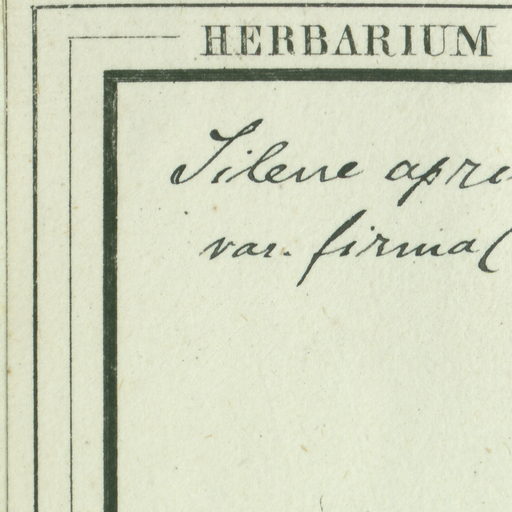 HERBARIUM
Silene apri
var. firma (